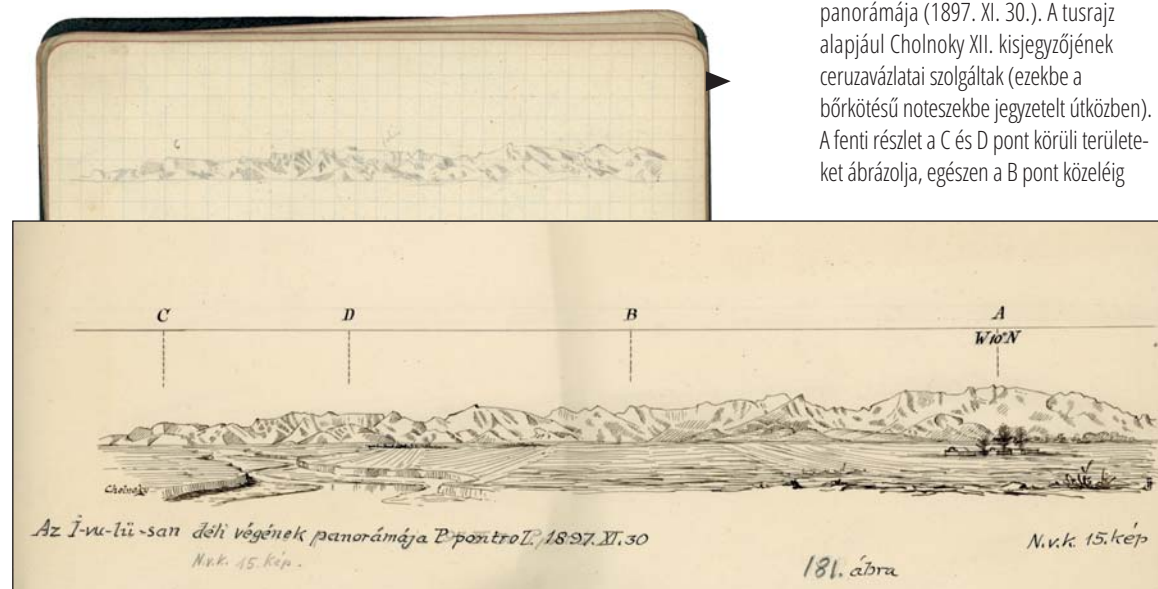 panorámája (1897. XI. 30.). A tusrajz
alapjául Cholnoky XII. kisjegyzőjének
ceruzavázlatai szolgáltak (ezekbe a
bőrkötésű noteszekbe jegyzetelt útközben).
A fenti részlet a C és D pont körüli területe-
ket ábrázolja, egészen a B pont közeléig
C
C D B A
W10°N
Cholnoky
Az I-vu-lü-san déli végének panorámája P pontról, 1897. XI. 30
N.v.k. 15. kép
N.v.k. 15. kép.
181. ábra